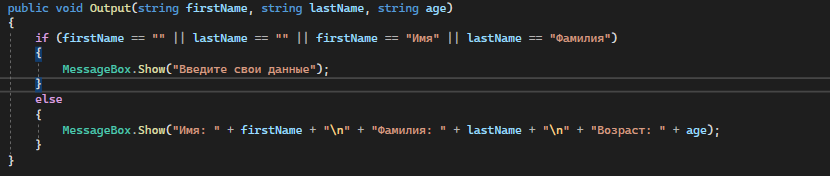 public void Output(string firstName, string lastName, string age)
{
if (firstName == "" || lastName == "" || firstName == "Имя" || lastName == "Фамилия")
{
MessageBox.Show("Введите свои данные");
}
else
{
MessageBox.Show("Имя: " + firstName + "\n" + "Фамилия: " + lastName + "\n" + "Возраст: " + age);
}
}